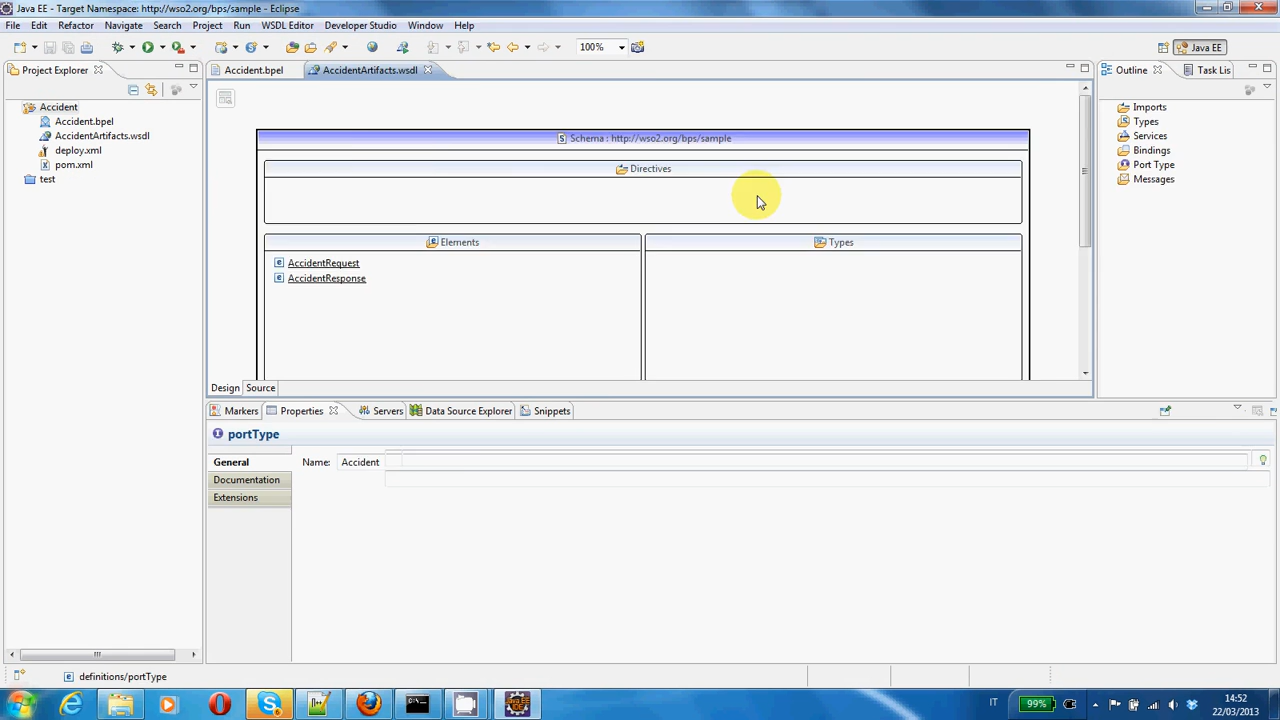 Java EE - Target Namespace: http://wso2.org/bps/sample - Eclipse
File Edit Refactor Navigate Search Project Run WSDL Editor Developer Studio Window Help
100%
Java EE
Project Explorer
Accident.bpel
AccidentArtifacts.wsdl
Outline
Task Lis
Accident
Accident.bpel
AccidentArtifacts.wsdl
deploy.xml
pom.xml
test
Schema : http://wso2.org/bps/sample
Directives
Elements
AccidentRequest
AccidentResponse
Types
Design Source
Imports
Types
Services
Bindings
Port Type
Messages
Markers Properties Servers Data Source Explorer Snippets
portType
General
Documentation
Extensions
Name: Accident
definitions/portType
IT
99%
14:52
22/03/2013